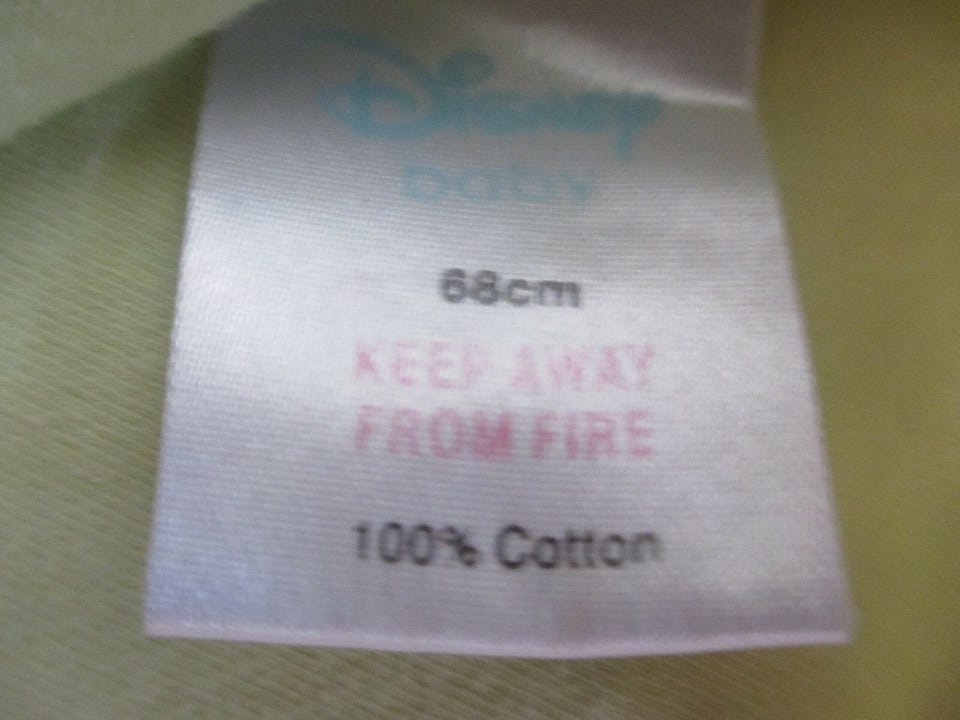 Disney
baby
68cm
KEEP AWAY
FROM FIRE
100% Cotton